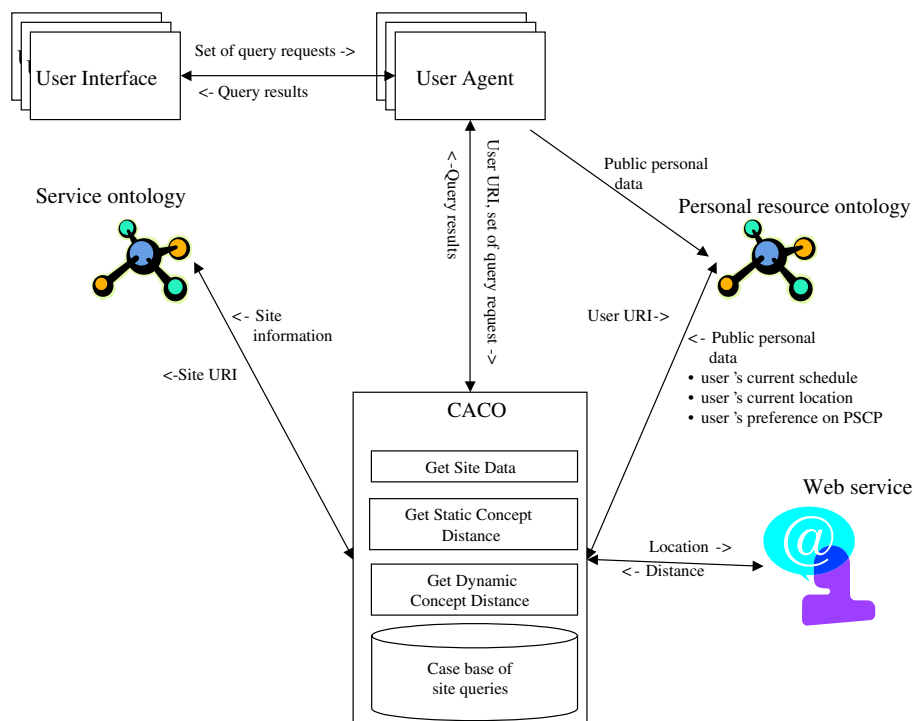 Set of query requests ->
User Interface
User Agent
<- Query results
User URI, set of query request ->
<-Query results
Public personal
data
Service ontology
Personal resource ontology
<- Site
information
<-Site URI
User URI->
<- Public personal
data
• user 's current schedule
• user 's current location
• user 's preference on PSCP
CACO
Get Site Data
Get Static Concept
Distance
Get Dynamic
Concept Distance
Case base of
site queries
Web service
@
Location ->
<- Distance